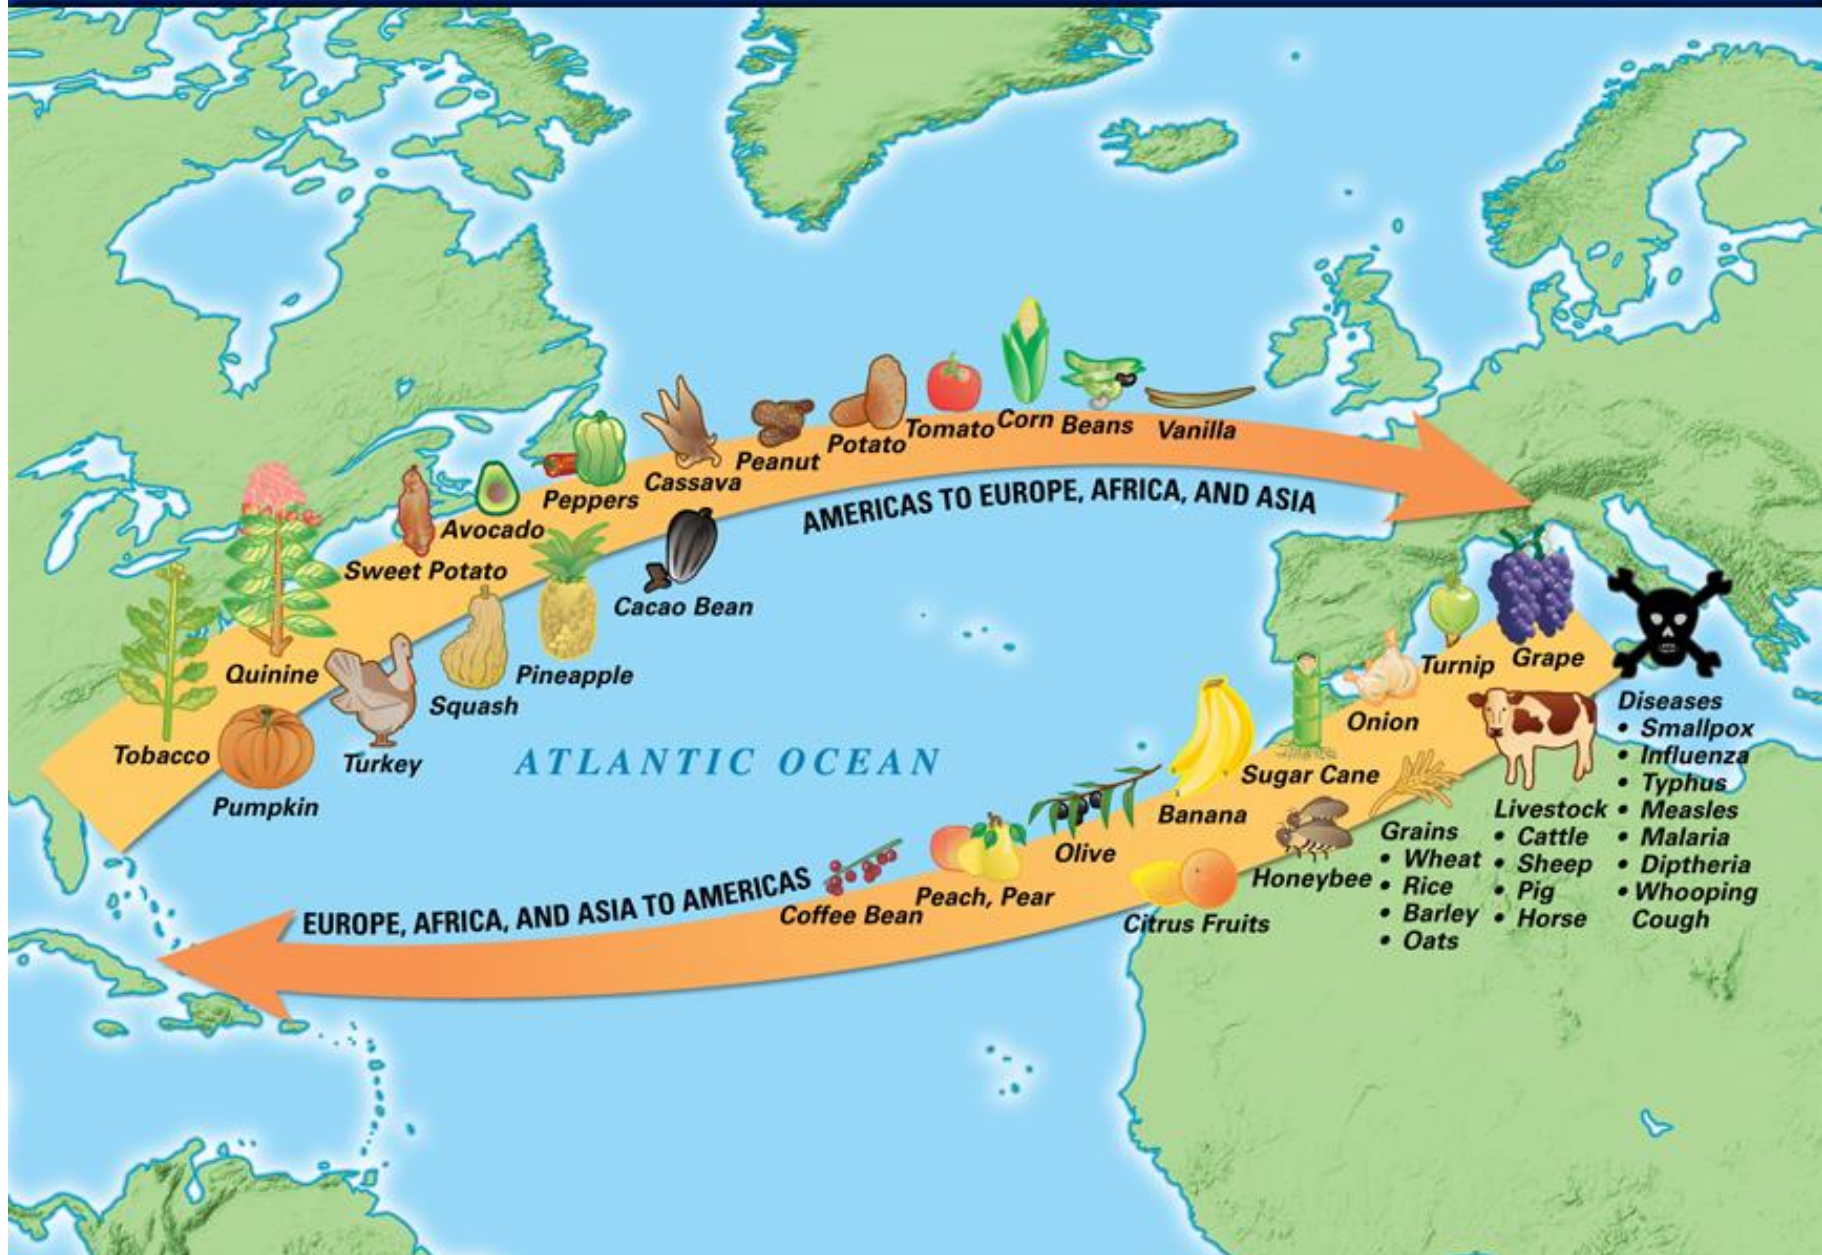 Corn
Beans
Vanilla
Tomato
Potato
Peanut
Cassava
Peppers
Avocado
Sweet Potato
AMERICAS TO EUROPE, AFRICA, AND ASIA
Cacao Bean
Pineapple
Squash
Quinine
Turkey
Tobacco
Pumpkin
ATLANTIC OCEAN
Grape
Turnip
Onion
Sugar Cane
Banana
Olive
Peach, Pear
Coffee Bean
Citrus Fruits
Honeybee
Grains
• Wheat
• Rice
• Barley
• Oats
Livestock
• Cattle
• Sheep
• Pig
• Horse
Diseases
• Smallpox
• Influenza
• Typhus
• Measles
• Malaria
• Diptheria
• Whooping
Cough
EUROPE, AFRICA, AND ASIA TO AMERICAS